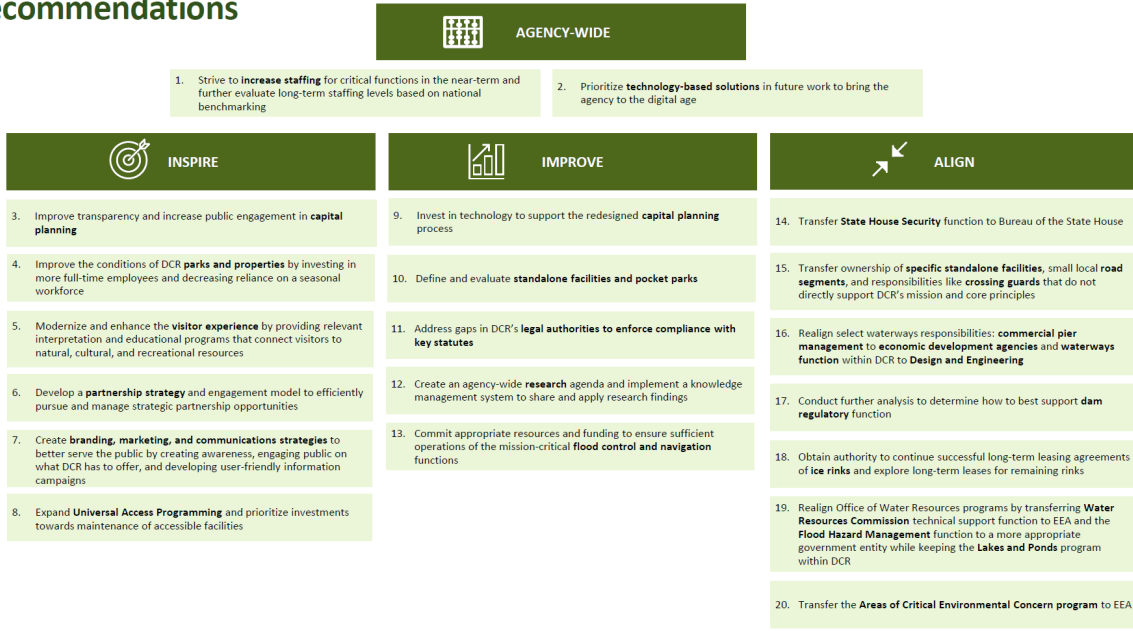 ecommendations
AGENCY-WIDE
1. Strive to increase staffing for critical functions in the near-term and
further evaluate long-term staffing levels based on national
benchmarking
2. Prioritize technology-based solutions in future work to bring the
agency to the digital age
INSPIRE
3. Improve transparency and increase public engagement in capital
planning
4. Improve the conditions of DCR parks and properties by investing in
more full-time employees and decreasing reliance on a seasonal
workforce
5. Modernize and enhance the visitor experience by providing relevant
interpretation and educational programs that connect visitors to
natural, cultural, and recreational resources
6. Develop a partnership strategy and engagement model to efficiently
pursue and manage strategic partnership opportunities
7. Create branding, marketing, and communications strategies to
better serve the public by creating awareness, engaging public on
what DCR has to offer, and developing user-friendly information
campaigns
8. Expand Universal Access Programming and prioritize investments
towards maintenance of accessible facilities
IMPROVE
9. Invest in technology to support the redesigned capital planning
process
10. Define and evaluate standalone facilities and pocket parks
11. Address gaps in DCR's legal authorities to enforce compliance with
key statutes
12. Create an agency-wide research agenda and implement a knowledge
management system to share and apply research findings
13. Commit appropriate resources and funding to ensure sufficient
operations of the mission-critical flood control and navigation
functions
ALIGN
14. Transfer State House Security function to Bureau of the State House
15. Transfer ownership of specific standalone facilities, small local road
segments, and responsibilities like crossing guards that do not
directly support DCR's mission and core principles
16. Realign select waterways responsibilities: commercial pier
management to economic development agencies and waterways
function within DCR to Design and Engineering
17. Conduct further analysis to determine how to best support dam
regulatory function
18. Obtain authority to continue successful long-term leasing agreements
of ice rinks and explore long-term leases for remaining rinks
19. Realign Office of Water Resources programs by transferring Water
Resources Commission technical support function to EEA and the
Flood Hazard Management function to a more appropriate
government entity while keeping the Lakes and Ponds program
within DCR
20. Transfer the Areas of Critical Environmental Concern program to EEA